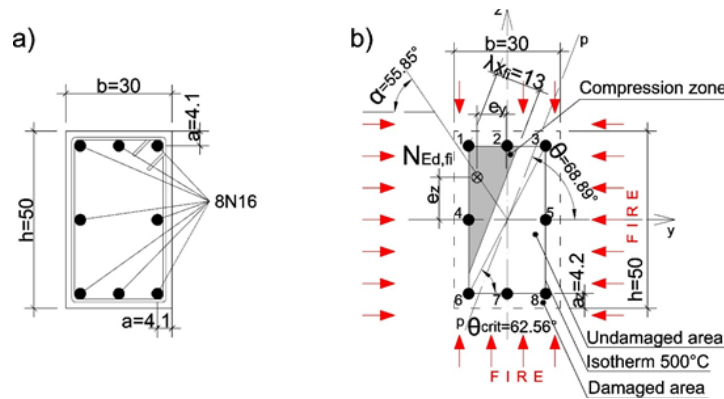 a)
b=30
a=4.1
h=50
8N16
a=4.1
b)
z
b=30
p
λxfi=13
α=55.85°
Compression zone
ey
1
2
3
NEd,fi
θ=68.89°
ez
4
5
y
FIRE
h=50
az=4.2
6
7
8
p
θcrit=62.56°
Undamaged area
Isotherm 500°C
Damaged area
FIRE